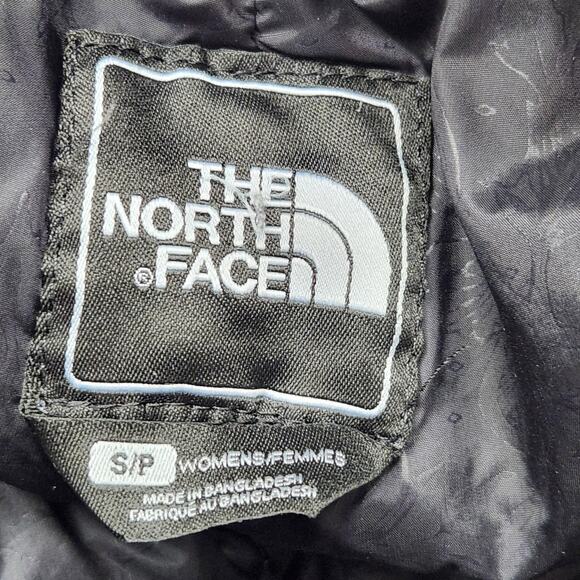 THE
NORTH
®FACE
S/P WOMENS/FEMMES
MADE IN BANGLADESH
FABRIQUE AU BANGLADESH